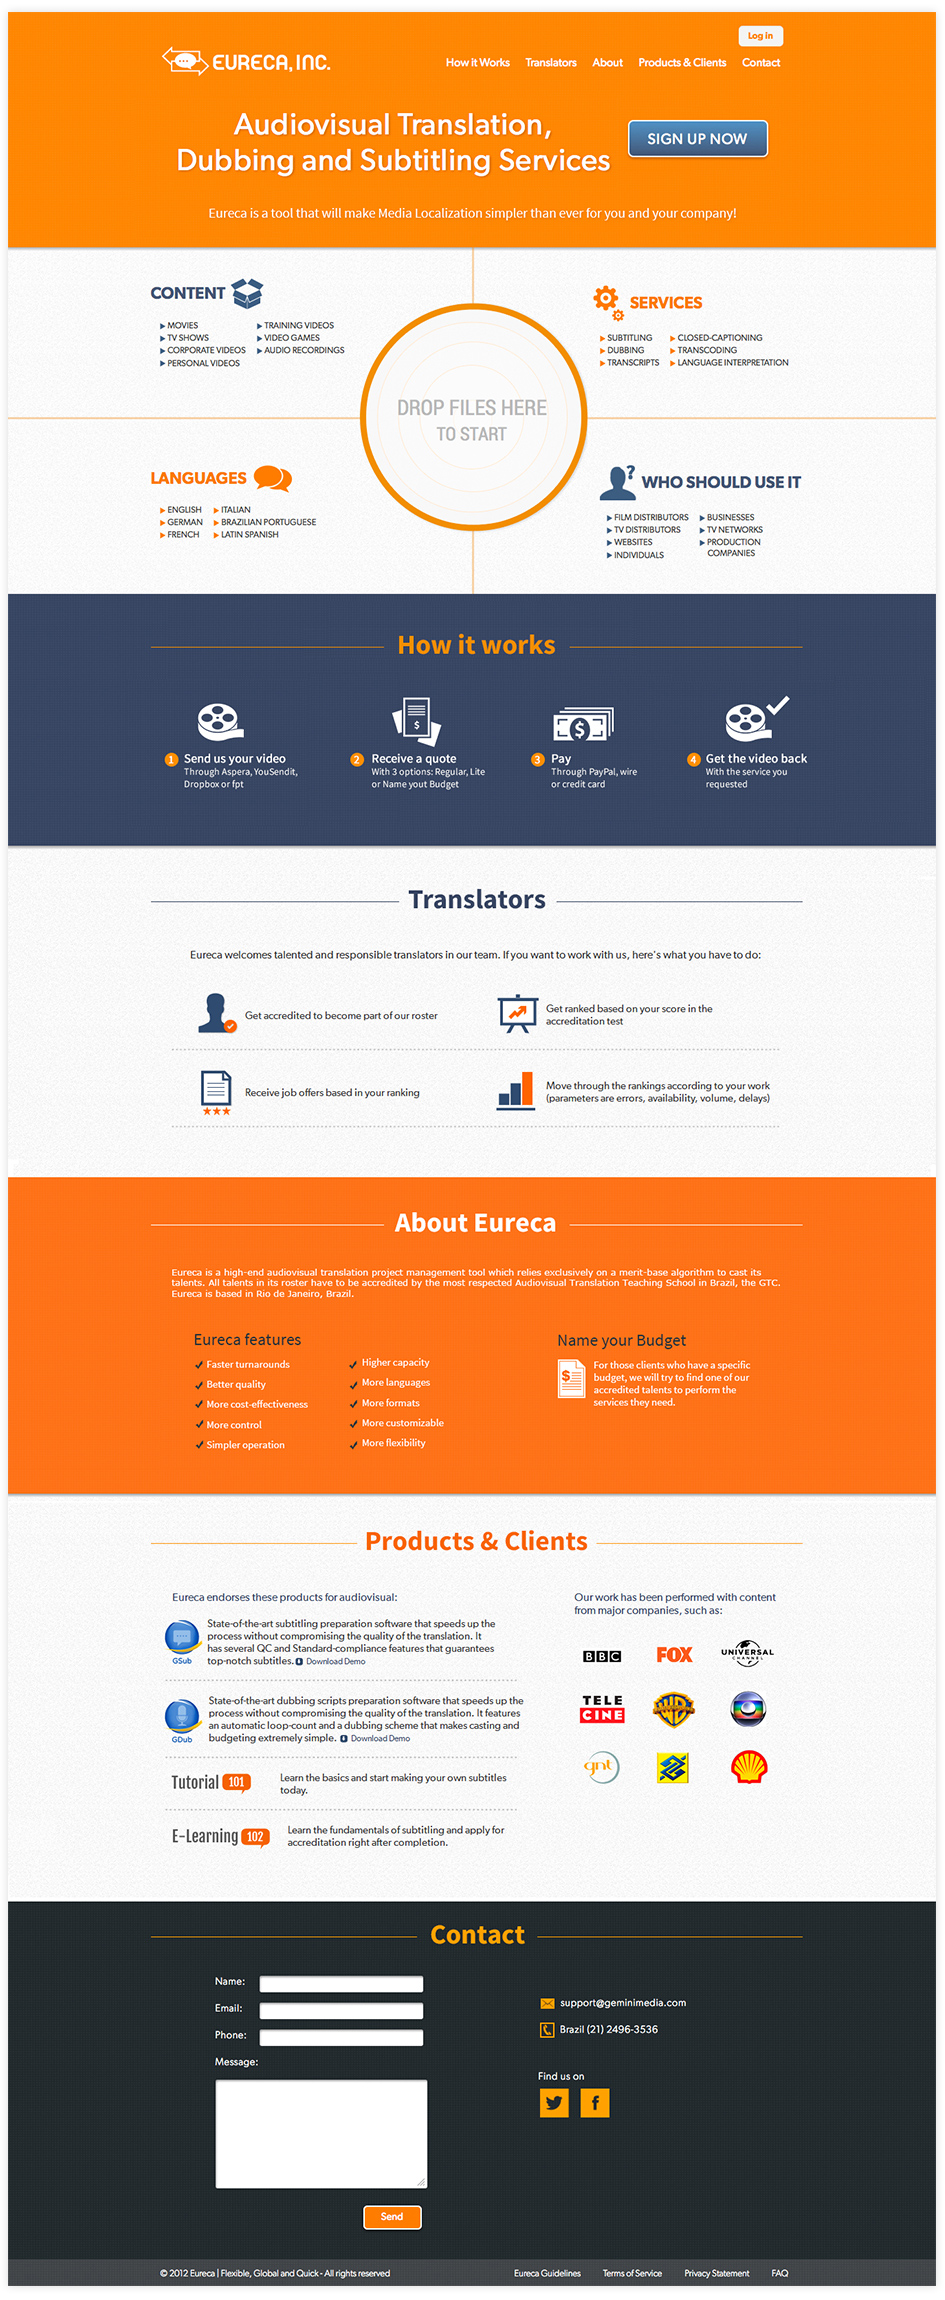 Log in
EURECA, INC.
How it Works Translators About Products & Clients Contact
Audiovisual Translation,
Dubbing and Subtitling Services
SIGN UP NOW
Eureca is a tool that will make Media Localization simpler than ever for you and your company!
CONTENT
MOVIES
TV SHOWS
CORPORATE VIDEOS
PERSONAL VIDEOS
TRAINING VIDEOS
VIDEO GAMES
AUDIO RECORDINGS
SERVICES
SUBTITLING
DUBBING
TRANSCRIPTS
CLOSED-CAPTIONING
TRANSCODING
LANGUAGE INTERPRETATION
DROP FILES HERE
TO START
LANGUAGES
ENGLISH
GERMAN
FRENCH
ITALIAN
BRAZILIAN PORTUGUESE
LATIN SPANISH
?
WHO SHOULD USE IT
FILM DISTRIBUTORS
TV DISTRIBUTORS
WEBSITES
INDIVIDUALS
BUSINESSES
TV NETWORKS
PRODUCTION
COMPANIES
How it works
1 Send us your video
Through Aspera, YouSendit,
Dropbox or fpt
$
2 Receive a quote
With 3 options: Regular, Lite
or Name yout Budget
$
3 Pay
Through PayPal, wire
or credit card
4 Get the video back
With the service you
requested
Translators
Eureca welcomes talented and responsible translators in our team. If you want to work with us, here's what you have to do:
Get accredited to become part of our roster
Get ranked based on your score in the
accreditation test
Receive job offers based in your ranking
Move through the rankings according to your work
(parameters are errors, availability, volume, delays)
About Eureca
Eureca is a high-end audiovisual translation project management tool which relies exclusively on a merit-base algorithm to cast its
talents. All talents in its roster have to be accredited by the most respected Audiovisual Translation Teaching School in Brazil, the GTC.
Eureca is based in Rio de Janeiro, Brazil.
Eureca features
Faster turnarounds
Better quality
More cost-effectiveness
More control
Simpler operation
Higher capacity
More languages
More formats
More customizable
More flexibility
Name your Budget
$
For those clients who have a specific
budget, we will try to find one of our
accredited talents to perform the
services they need.
Products & Clients
Eureca endorses these products for audiovisual:
GSub
State-of-the-art subtitling preparation software that speeds up the
process without compromising the quality of the translation. It
has several QC and Standard-compliance features that guarantees
top-notch subtitles. Download Demo
GDub
State-of-the-art dubbing scripts preparation software that speeds up the
process without compromising the quality of the translation. It features
an automatic loop-count and a dubbing scheme that makes casting and
budgeting extremely simple. Download Demo
Tutorial 101
Learn the basics and start making your own subtitles
today.
E-Learning 102
Learn the fundamentals of subtitling and apply for
accreditation right after completion.
Our work has been performed with content
from major companies, such as:
BBC
FOX
UNIVERSAL
CHANNEL
TELE
CINE
WB
gnt
Contact
Name:
Email:
Phone:
Message:
Send
support@geminimedia.com
Brazil (21) 2496-3536
Find us on
f
© 2012 Eureca | Flexible, Global and Quick - All rights reserved
Eureca Guidelines Terms of Service Privacy Statement FAQ